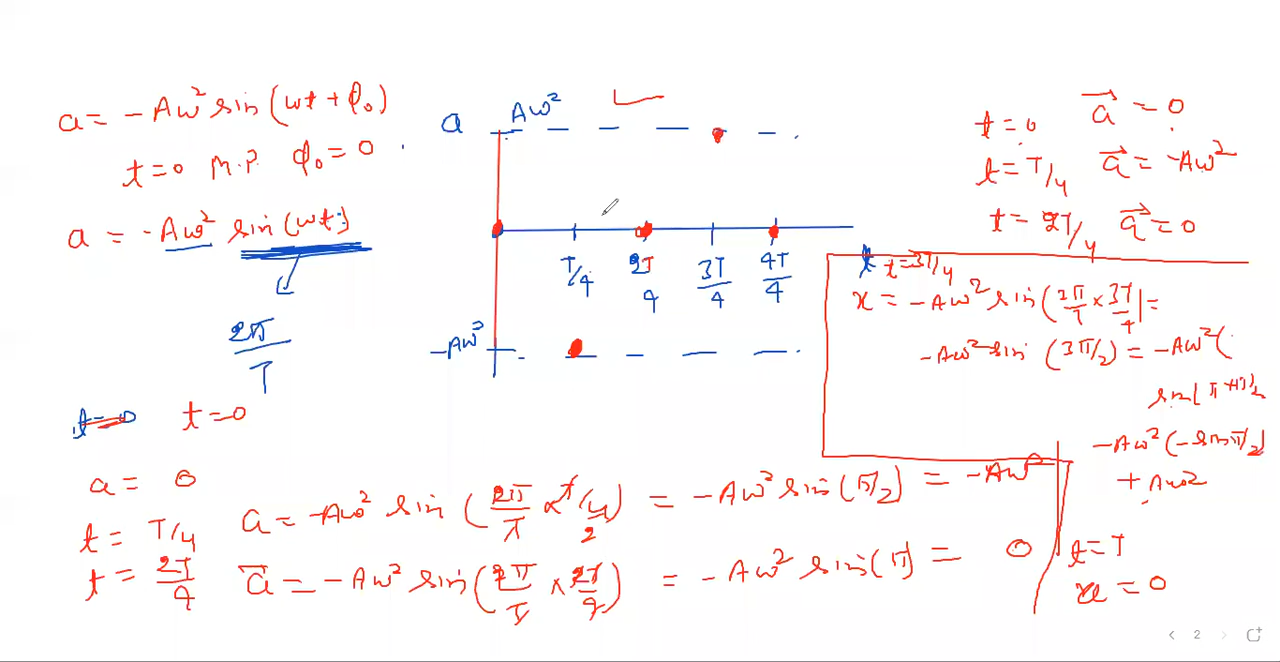 a = - Aω² sin (ωt + φ₀)
t=0 M.P. φ₀ = 0
a = -Aω² sin(ωt)
2π
T
t=0 t=0
a = 0
t = T/4 a = -Aω² sin (2π/T × T/4) = -Aω² sin(π/2) = -Aω²
2
t = 2T/4 a = -Aω² sin(2π/T × 2T/4) = -Aω² sin(π) = 0
a Aω²
T/4 2T/4 3T/4 4T/4 t
-Aω²
t=0 a = 0
t = T/4 a = -Aω²
t = 2T/4 a = 0
t=3T/4
x = -Aω² sin(2π/T × 3T/4) =
-Aω² sin (3π/2) = -Aω² (
sin(π+π/2
-Aω² (-sin π/2)
+ Aω2
t=T
x = 0
2